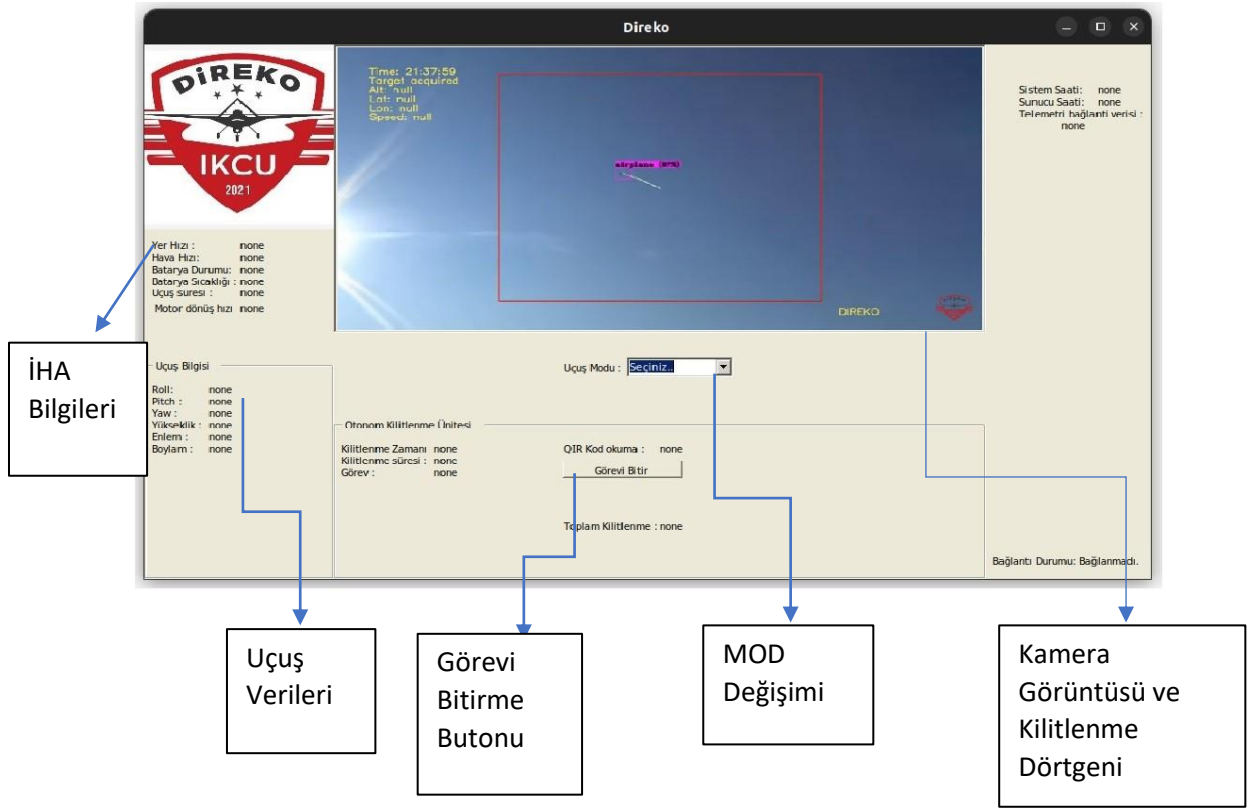 Direko
DİREKO
IKCU
2021
Time: 21:37:59
Target acquired
Alt: null
Lat: null
Lon: null
Speed: null
airplane
DIREKO
Sistem Saati: none
Sunucu Saati: none
Telemetri bağlanti verisi :
none
Yer Hızı : none
Hava Hızı: none
Batarya Durumu: none
Batarya Sıcaklığı : none
Uçuş süresi : none
Motor dönüş hızı none
Uçuş Bilgisi
Roll: none
Pitch : none
Yaw : none
Yükseklik : none
Enlem : none
Boylam : none
Uçuş Modu : Seçiniz..
Otonom Kilitlenme Ünitesi
Kilitlenme Zamanı none
Kilitlenme süresi : none
Görev : none
QIR Kod okuma : none
Görevi Bitir
Toplam Kilitlenme : none
Bağlantı Durumu: Bağlanmadı.
İHA
Bilgileri
Uçuş
Verileri
Görevi
Bitirme
Butonu
MOD
Değişimi
Kamera
Görüntüsü ve
Kilitlenme
Dörtgeni